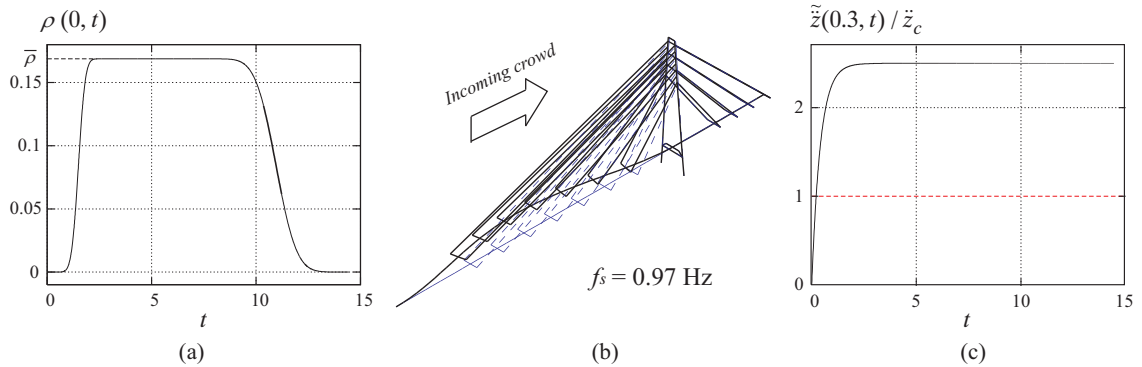 ρ (0, t)
ρ̅
0.15
0.1
0.05
0
0
5
10
15
t
(a)
Incoming crowd
fₛ = 0.97 Hz
(b)
z̃̈(0.3, t) / z̈_c
2
1
0
0
5
10
15
t
(c)